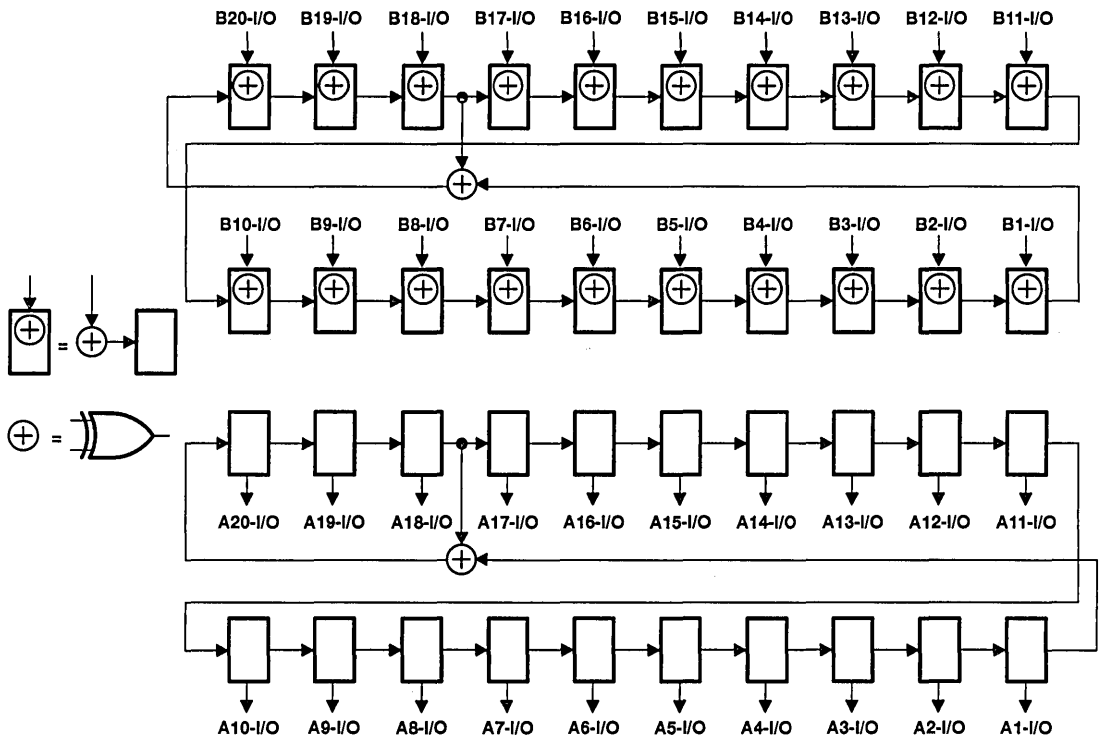 B20-I/O B19-I/O B18-I/O B17-I/O B16-I/O B15-I/O B14-I/O B13-I/O B12-I/O B11-I/O
B10-I/O B9-I/O B8-I/O B7-I/O B6-I/O B5-I/O B4-I/O B3-I/O B2-I/O B1-I/O
=
=
A20-I/O A19-I/O A18-I/O A17-I/O A16-I/O A15-I/O A14-I/O A13-I/O A12-I/O A11-I/O
A10-I/O A9-I/O A8-I/O A7-I/O A6-I/O A5-I/O A4-I/O A3-I/O A2-I/O A1-I/O